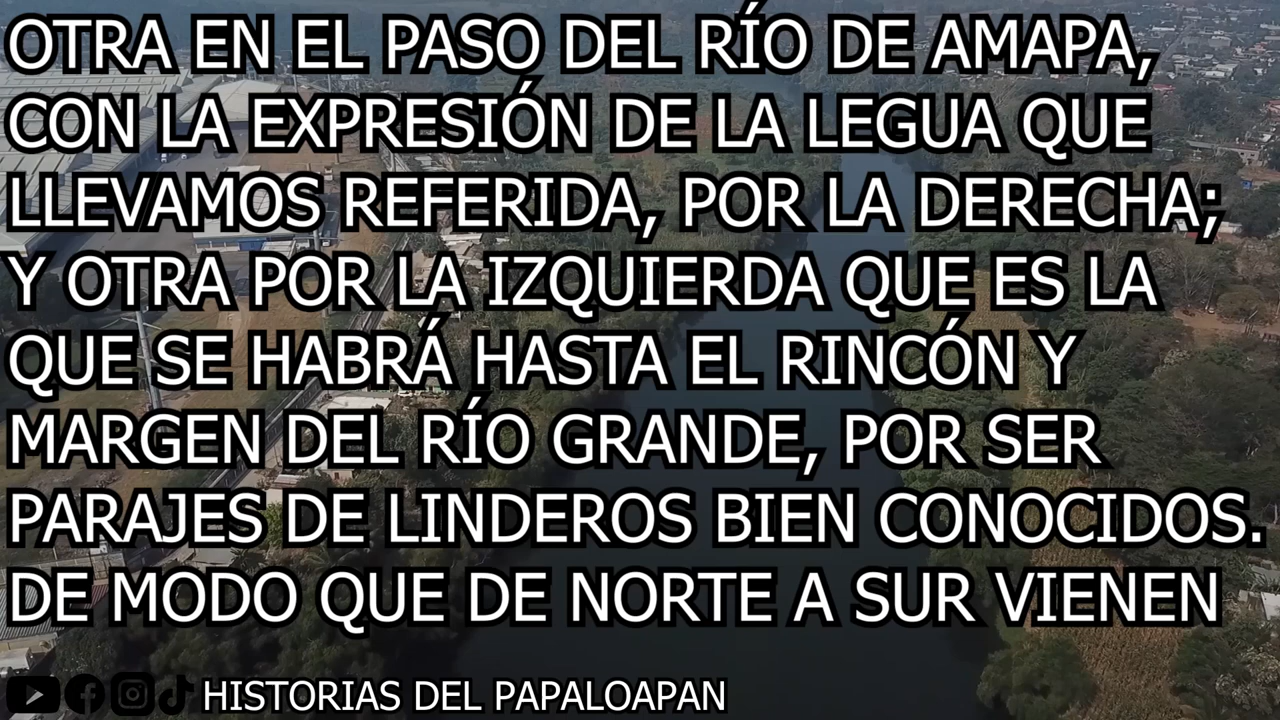 OTRA EN EL PASO DEL RÍO DE AMAPA,
CON LA EXPRESIÓN DE LA LEGUA QUE
LLEVAMOS REFERIDA, POR LA DERECHA;
Y OTRA POR LA IZQUIERDA QUE ES LA
QUE SE HABRÁ HASTA EL RINCÓN Y
MARGEN DEL RÍO GRANDE, POR SER
PARAJES DE LINDEROS BIEN CONOCIDOS.
DE MODO QUE DE NORTE A SUR VIENEN
HISTORIAS DEL PAPALOAPAN